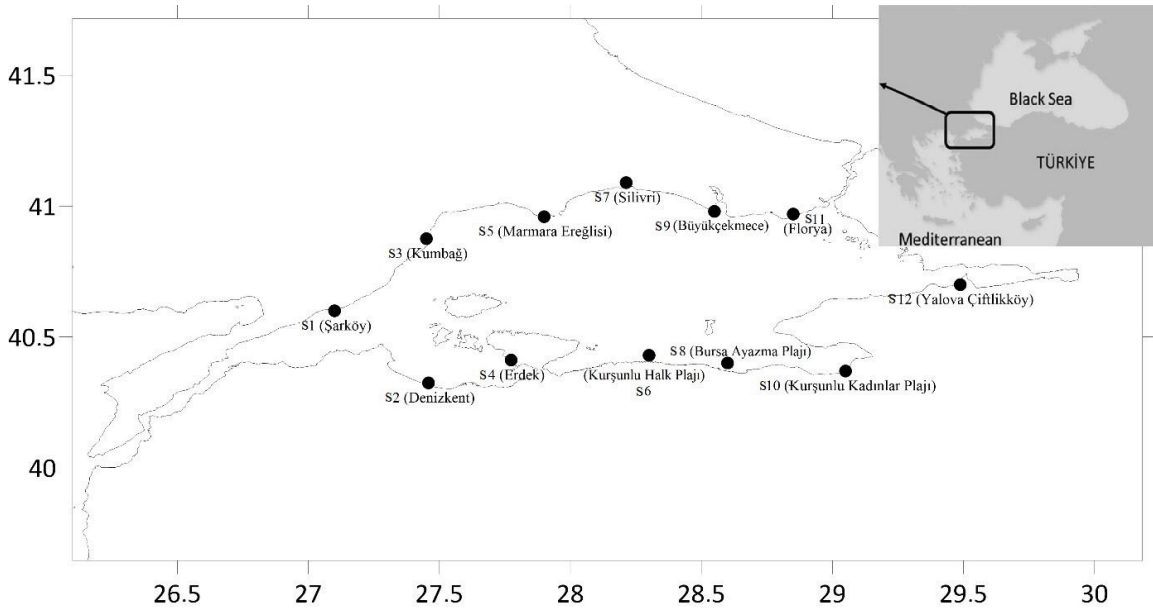 41.5
41
40.5
40
26.5
27
27.5
28
28.5
29
29.5
30
Black Sea
TÜRKİYE
Mediterranean
S7 (Silivri)
S5 (Marmara Ereğlisi)
S9 (Büyükçekmece)
S11
(Florya)
S3 (Kumbağ)
S12 (Yalova Çiftlikköy)
S1 (Şarköy)
S8 (Bursa Ayazma Plajı)
S4 (Erdek)
(Kurşunlu Halk Plajı)
S6
S10 (Kurşunlu Kadınlar Plajı)
S2 (Denizkent)